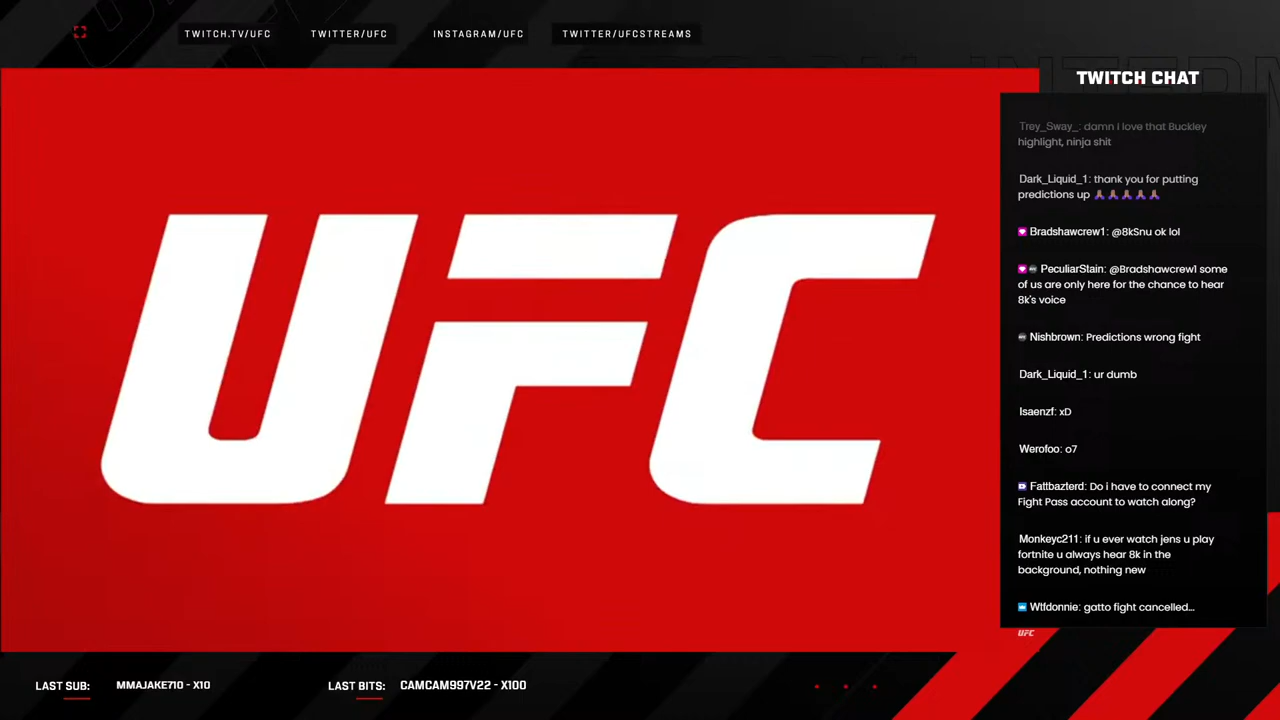 TWITCH.TV/UFC
TWITTER/UFC
INSTAGRAM/UFC
TWITTER/UFCSTREAMS
TWITCH CHAT
Trey_Sway_: damn i love that Buckley
highlight, ninja shit
Dark_Liquid_1: thank you for putting
predictions up
Bradshawcrew1: @8kSnu ok lol
PeculiarStain: @Bradshawcrew1 some
of us are only here for the chance to hear
8k's voice
Nishbrown: Predictions wrong fight
Dark_Liquid_1: ur dumb
Isaenzf: xD
Werofoo: o7
Fattbazterd: Do i have to connect my
Fight Pass account to watch along?
Monkeyc211: if u ever watch jens u play
fortnite u always hear 8k in the
background, nothing new
Wtfdonnie: gatto fight cancelled...
UFC
UFC
LAST SUB: MMAJAKE710 - X10
LAST BITS: CAMCAM997V22 - X100